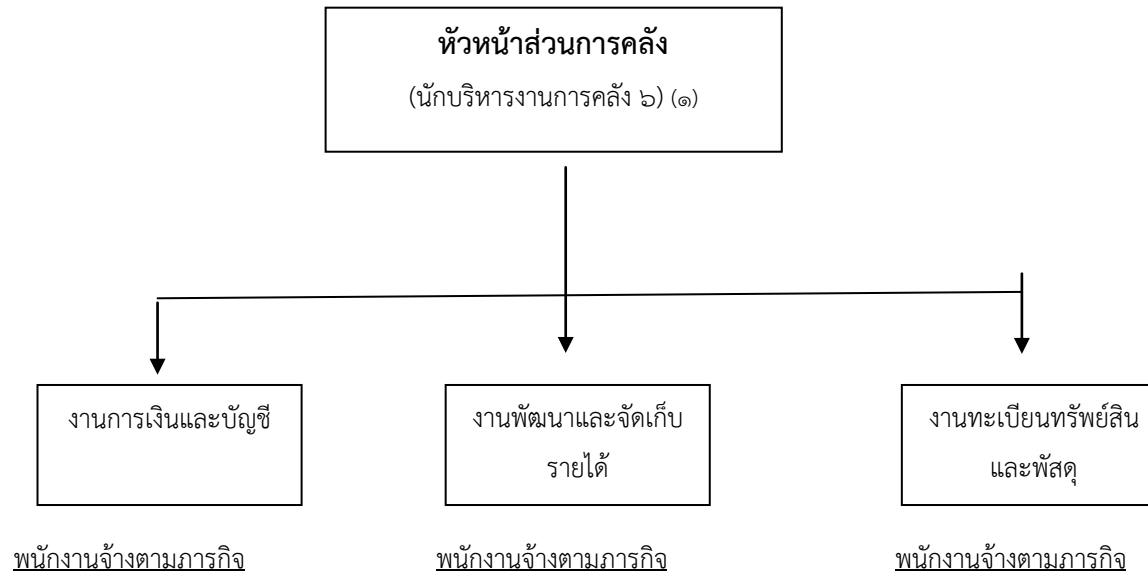 หัวหน้าส่วนการคลัง
(นักบริหารงานการคลัง ๖) (๑)
งานการเงินและบัญชี
งานพัฒนาและจัดเก็บ
รายได้
งานทะเบียนทรัพย์สิน
และพัสดุ
พนักงานจ้างตามภารกิจ
พนักงานจ้างตามภารกิจ
พนักงานจ้างตามภารกิจ